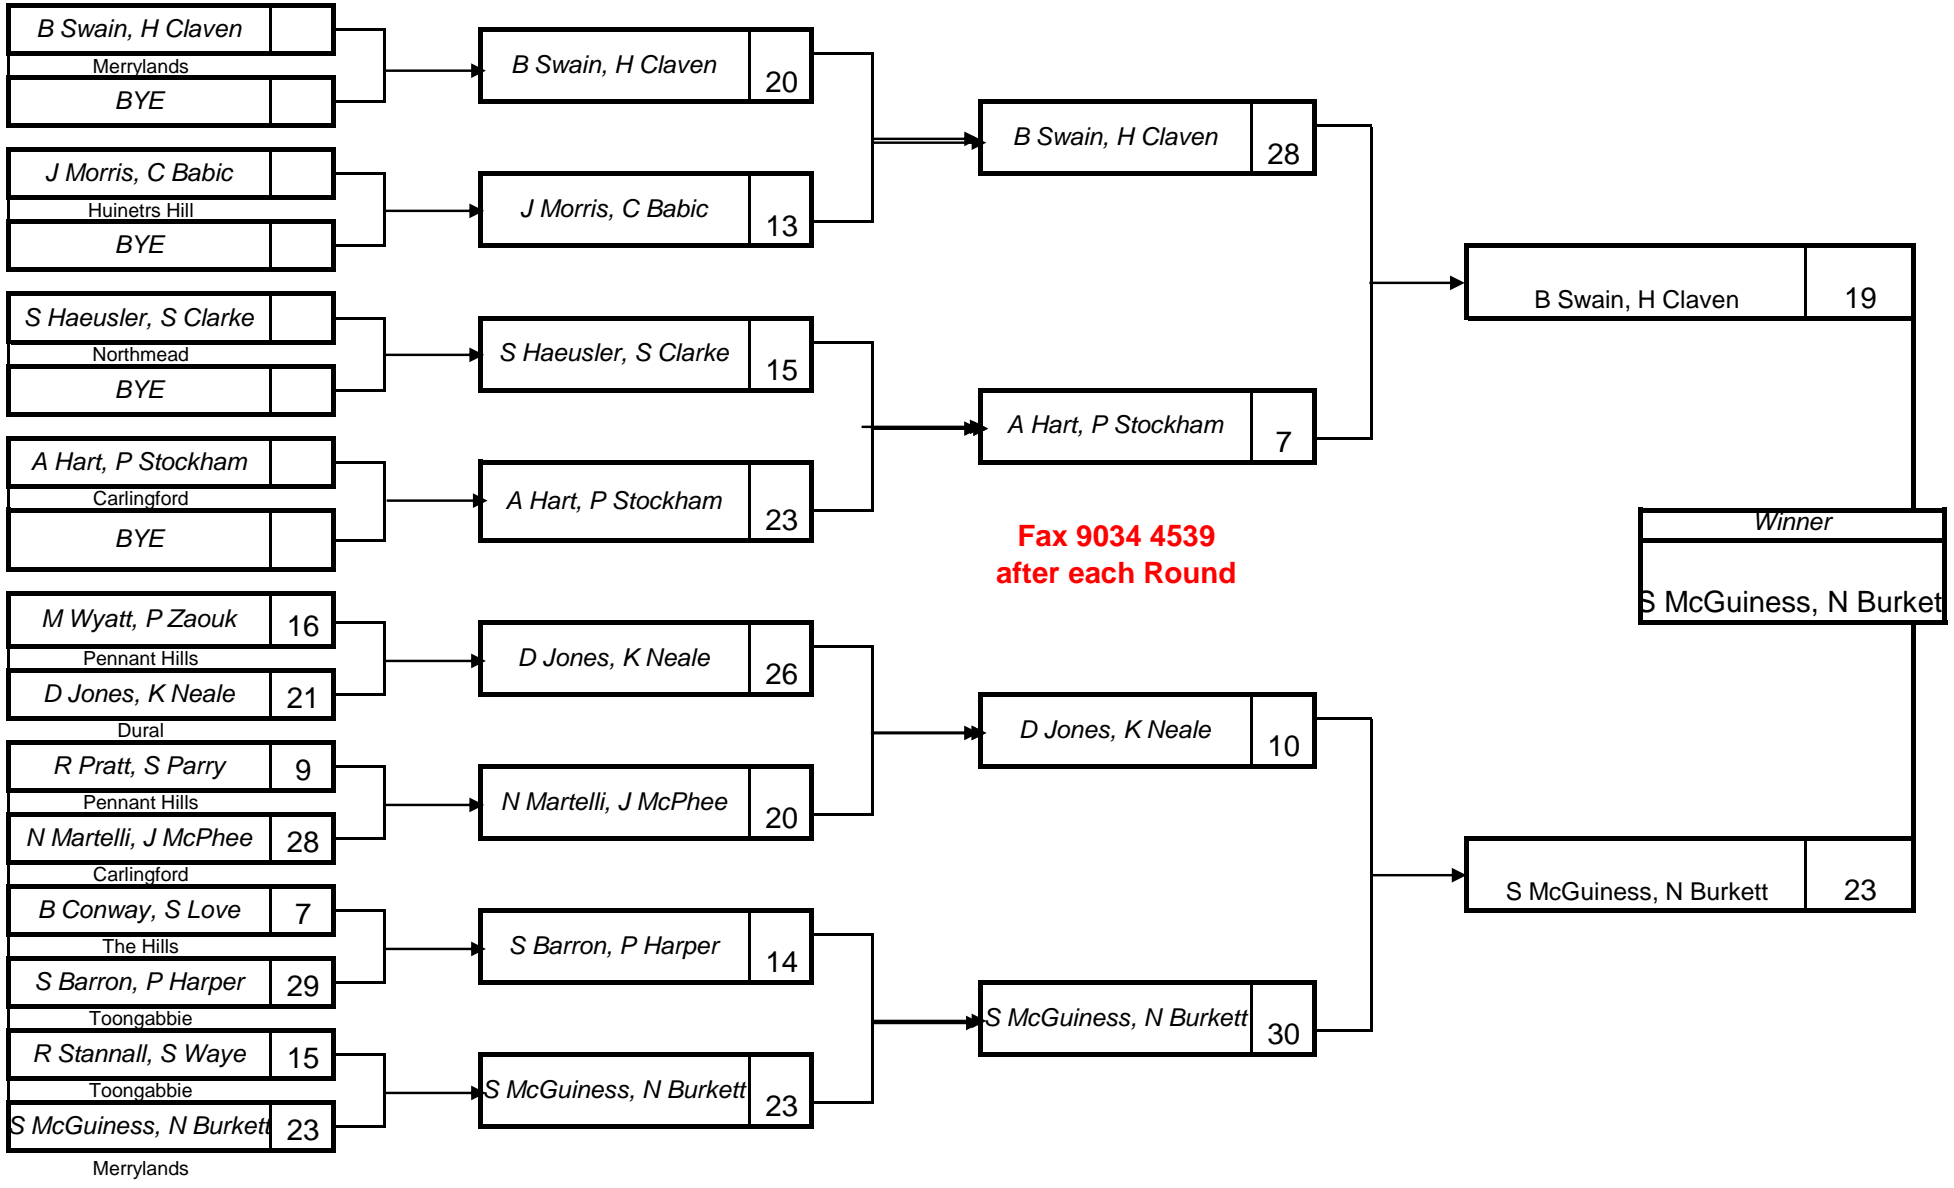 B Swain, H Claven
Merrylands
BYE
J Morris, C Babic
Huinetrs Hill
BYE
S Haeusler, S Clarke
Northmead
BYE
A Hart, P Stockham
Carlingford
BYE
M Wyatt, P Zaouk 16
Pennant Hills
D Jones, K Neale 21
Dural
R Pratt, S Parry 9
Pennant Hills
N Martelli, J McPhee 28
Carlingford
B Conway, S Love 7
The Hills
S Barron, P Harper 29
Toongabbie
R Stannall, S Waye 15
Toongabbie
S McGuiness, N Burkett 23
Merrylands
B Swain, H Claven 20
J Morris, C Babic 13
S Haeusler, S Clarke 15
A Hart, P Stockham 23
D Jones, K Neale 26
N Martelli, J McPhee 20
S Barron, P Harper 14
S McGuiness, N Burkett 23
B Swain, H Claven 28
A Hart, P Stockham 7
Fax 9034 4539
after each Round
D Jones, K Neale 10
S McGuiness, N Burkett 30
B Swain, H Claven 19
S McGuiness, N Burkett 23
Winner
S McGuiness, N Burket